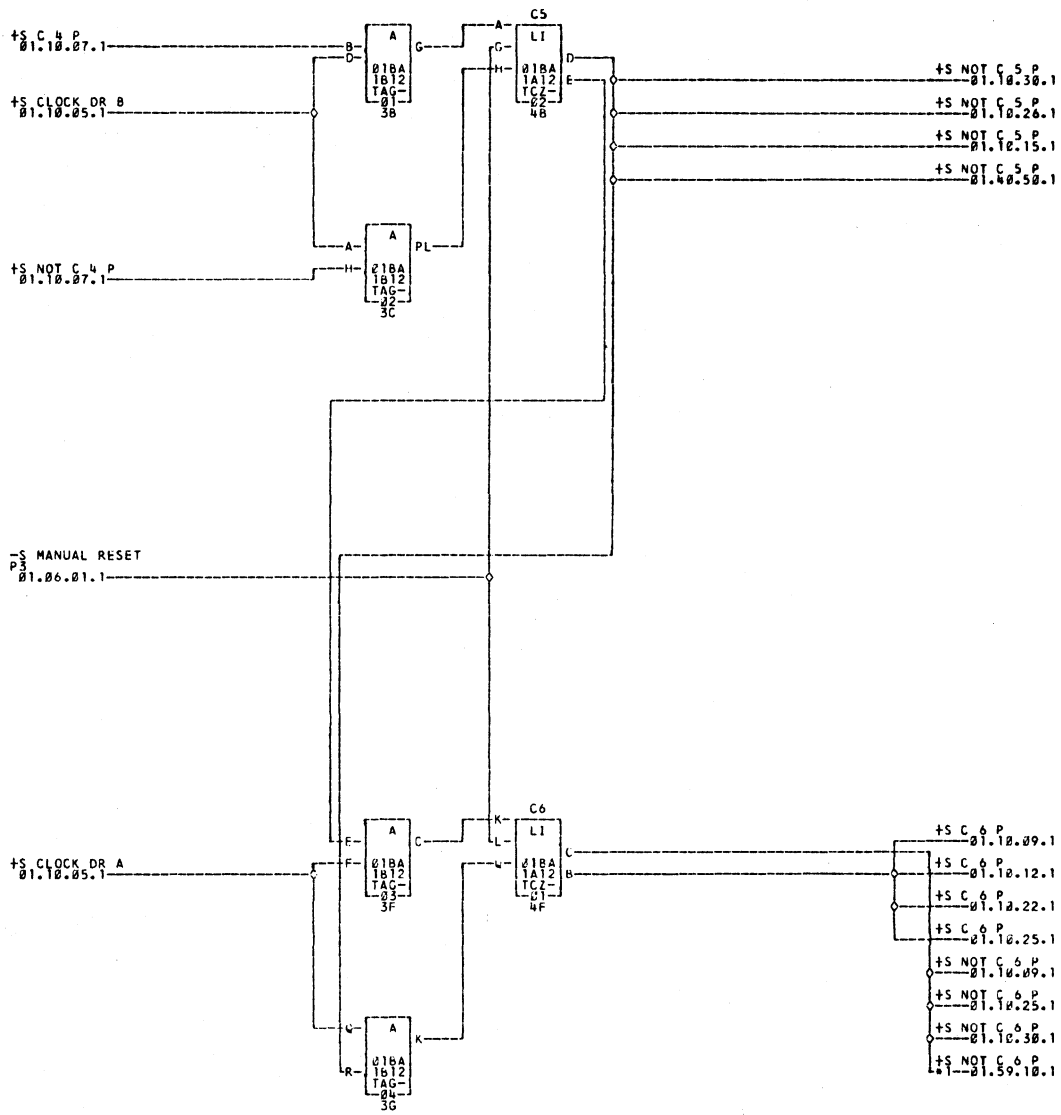 C5
+S C 4 P
01.10.07.1
B
D
A
01BA
1B12
TAG-
01
3B
G
A
G
H
LI
01BA
1A12
TCZ-
02
4B
D
E
+S NOT C 5 P
01.10.30.1
+S CLOCK DR B
01.10.05.1
+S NOT C 5 P
01.10.26.1
+S NOT C 5 P
01.10.15.1
+S NOT C 5 P
01.40.50.1
A
H
A
01BA
1B12
TAG-
02
3C
PL
+S NOT C 4 P
01.10.07.1
-S MANUAL RESET
P3
01.06.01.1
C6
E
F
A
01BA
1B12
TAG-
03
3F
C
K
L
Q
LI
01BA
1A12
TCZ-
01
4F
C
B
+S CLOCK DR A
01.10.05.1
+S C 6 P
01.10.09.1
+S C 6 P
01.10.12.1
+S C 6 P
01.10.22.1
+S C 6 P
01.10.25.1
+S NOT C 6 P
01.10.09.1
+S NOT C 6 P
01.10.25.1
+S NOT C 6 P
01.10.30.1
+S NOT C 6 P
*1--01.59.10.1
Q
R
A
01BA
1B12
TAG-
04
3G
K